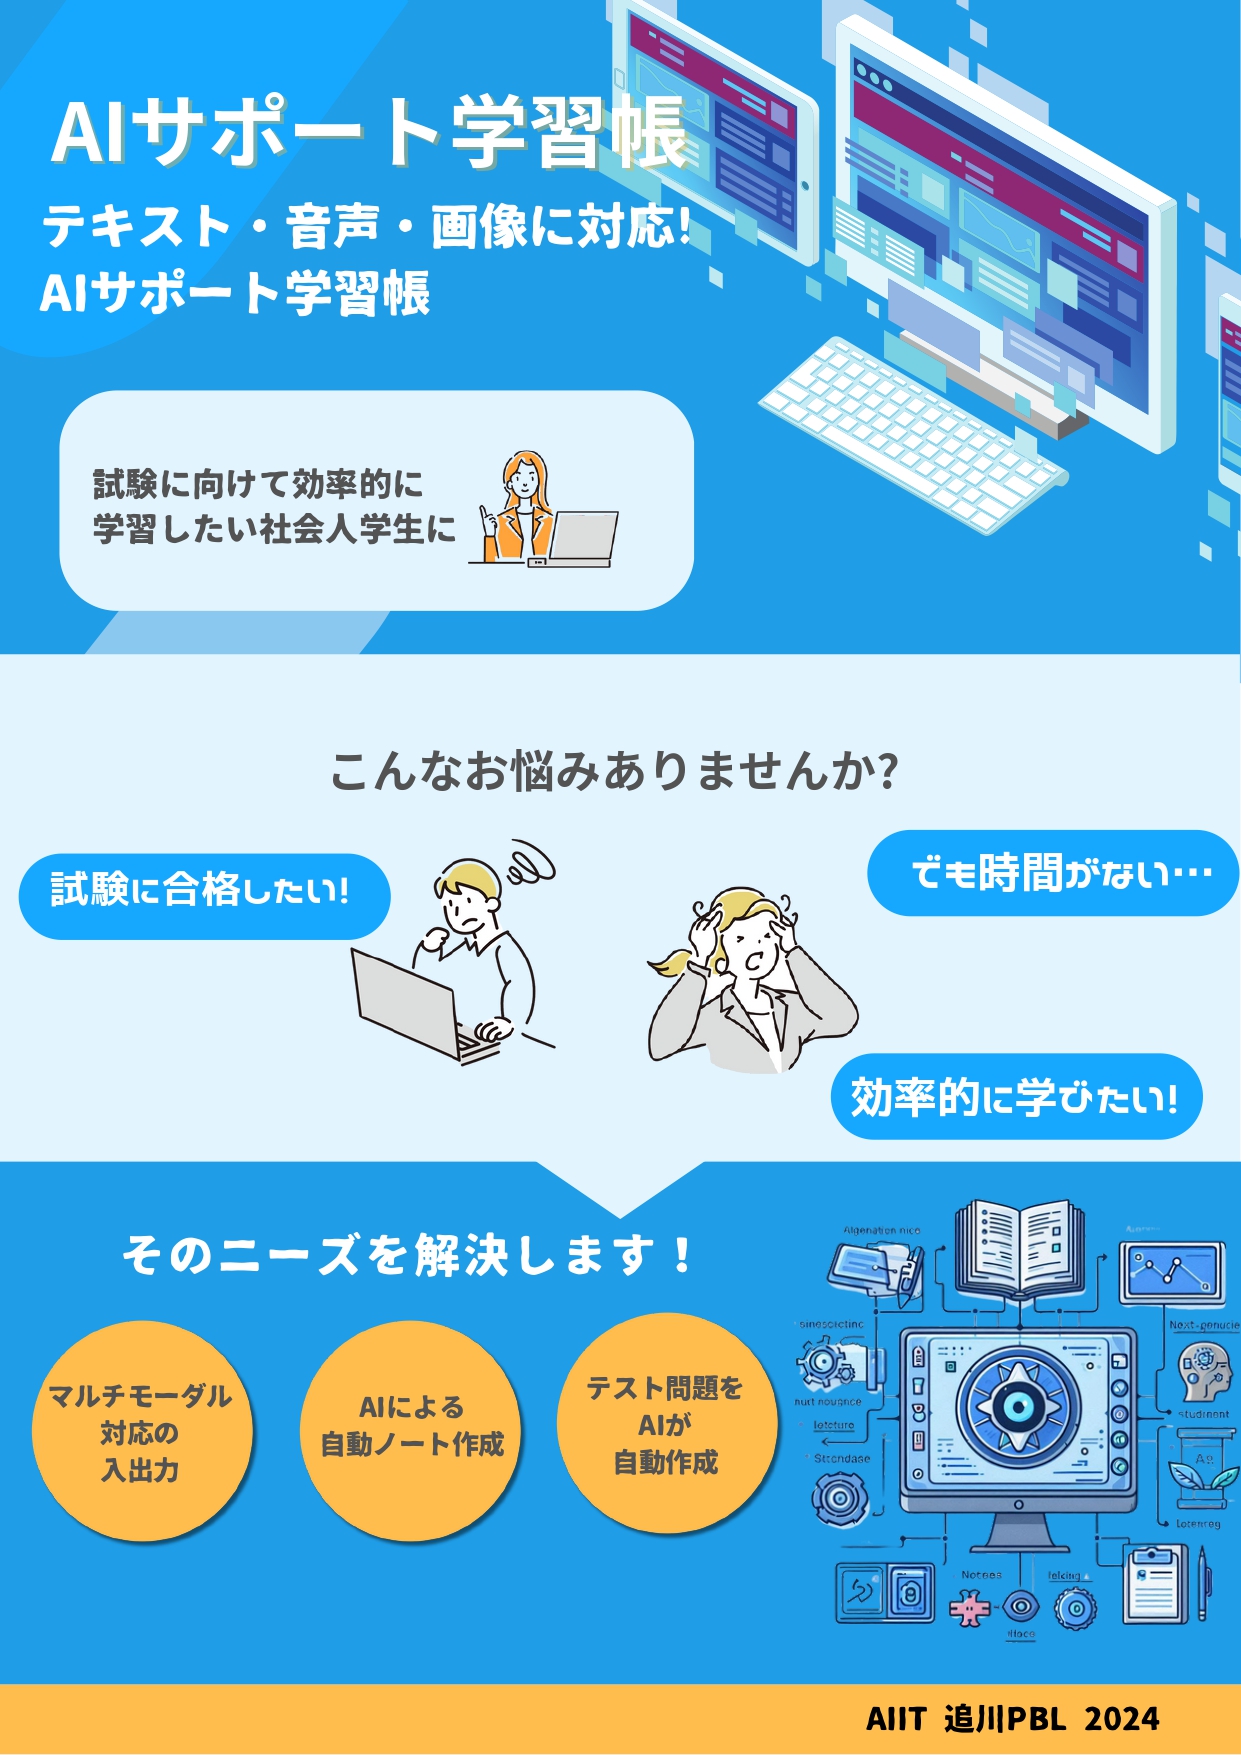 AIサポート学習帳
テキスト・音声・画像に対応!
AIサポート学習帳
試験に向けて効率的に
学習したい社会人学生に
こんなお悩みありませんか?
試験に合格したい!
でも時間がない…
効率的に学びたい!
そのニーズを解決します！
マルチモーダル
対応の
入出力
AIによる
自動ノート作成
テスト問題を
AIが
自動作成
Notees
AIIT 追川PBL 2024